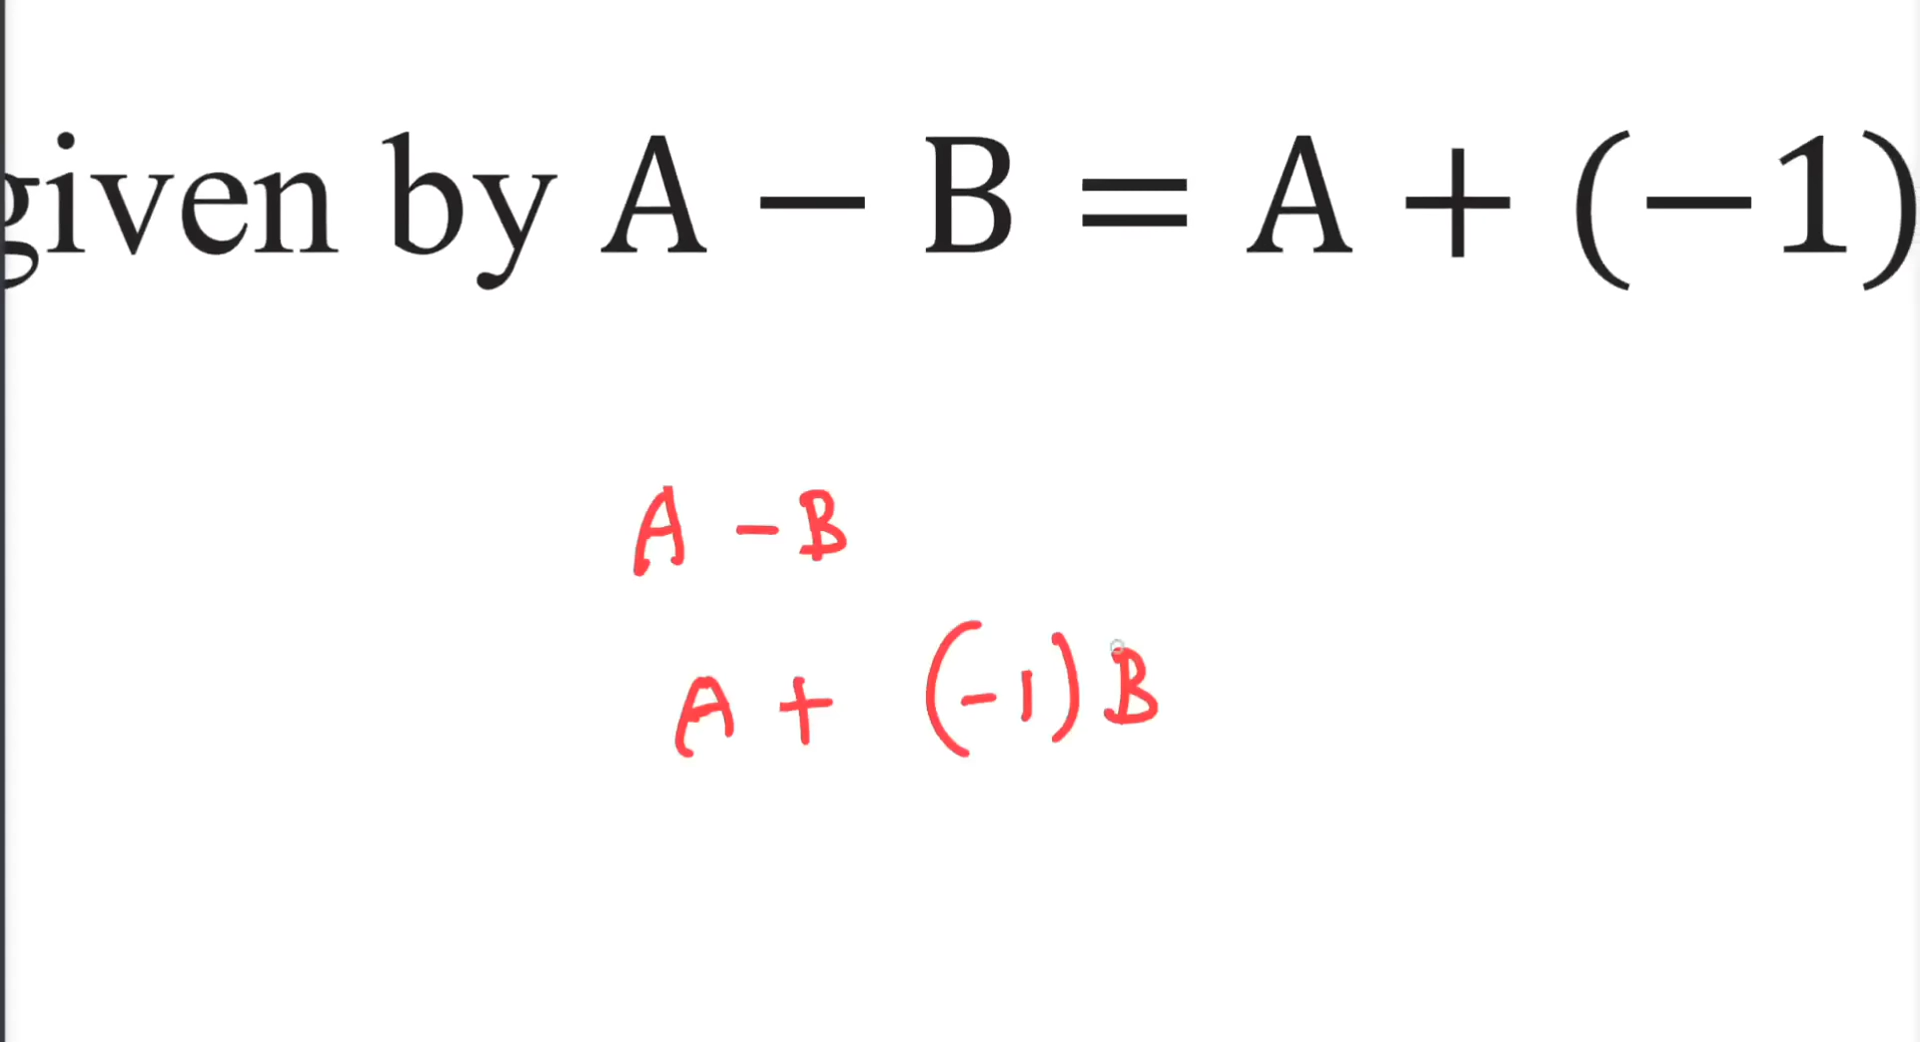 given by A − B = A + (−1)
A - B
A + (-1) B